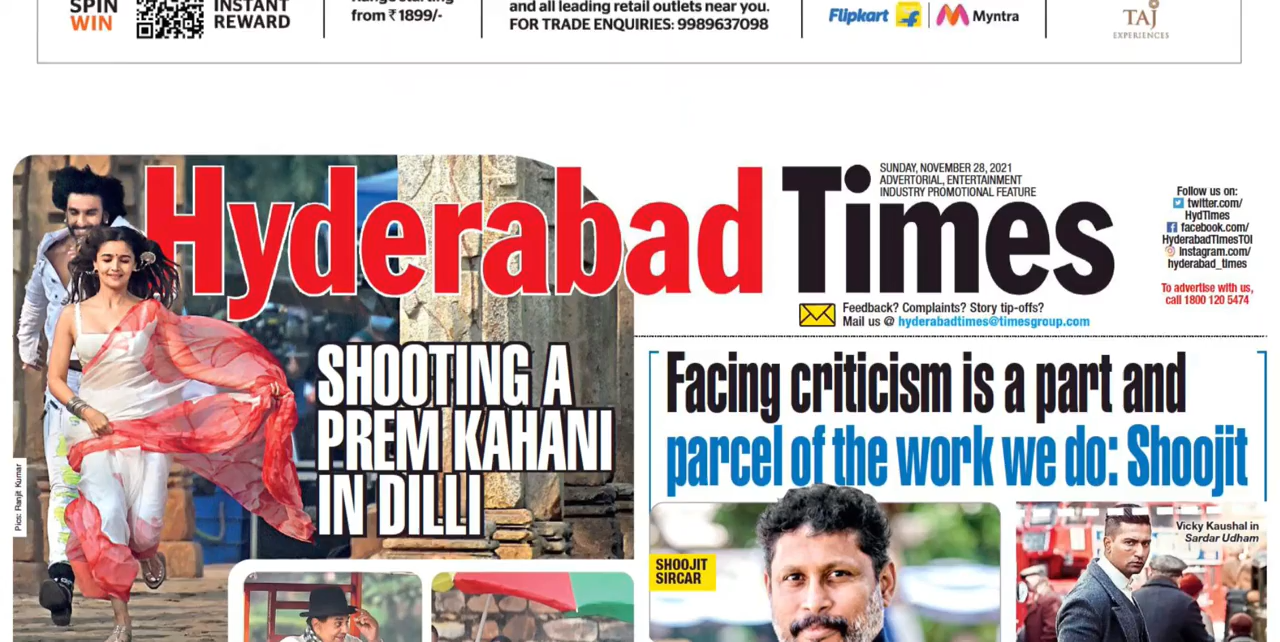 SPIN
WIN
INSTANT
REWARD
from ₹1899/-
and all leading retail outlets near you.
FOR TRADE ENQUIRIES: 9989637098
Flipkart
Myntra
TAJ
EXPERIENCES
Hyderabad Times
SUNDAY, NOVEMBER 28, 2021
ADVERTORIAL, ENTERTAINMENT
INDUSTRY PROMOTIONAL FEATURE
Follow us on:
twitter.com/
HydTimes
facebook.com/
HyderabadTimesTOI
instagram.com/
hyderabad_times
To advertise with us,
call 1800 120 5474
Feedback? Complaints? Story tip-offs?
Mail us @ hyderabadtimes@timesgroup.com
SHOOTING A
PREM KAHANI
IN DILLI
Pics: Ranjit Kumar
Facing criticism is a part and
parcel of the work we do: Shoojit
SHOOJIT
SIRCAR
Vicky Kaushal in
Sardar Udham